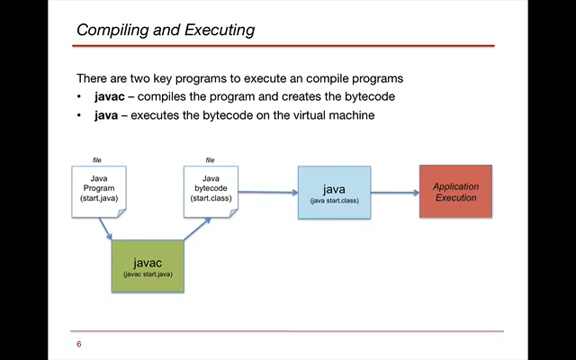 Compiling and Executing
There are two key programs to execute an compile programs
• javac – compiles the program and creates the bytecode
• java – executes the bytecode on the virtual machine
file
Java
Program
(start.java)
file
Java
bytecode
(start.class)
java
(java start.class)
Application
Execution
javac
(javac start.java)
6